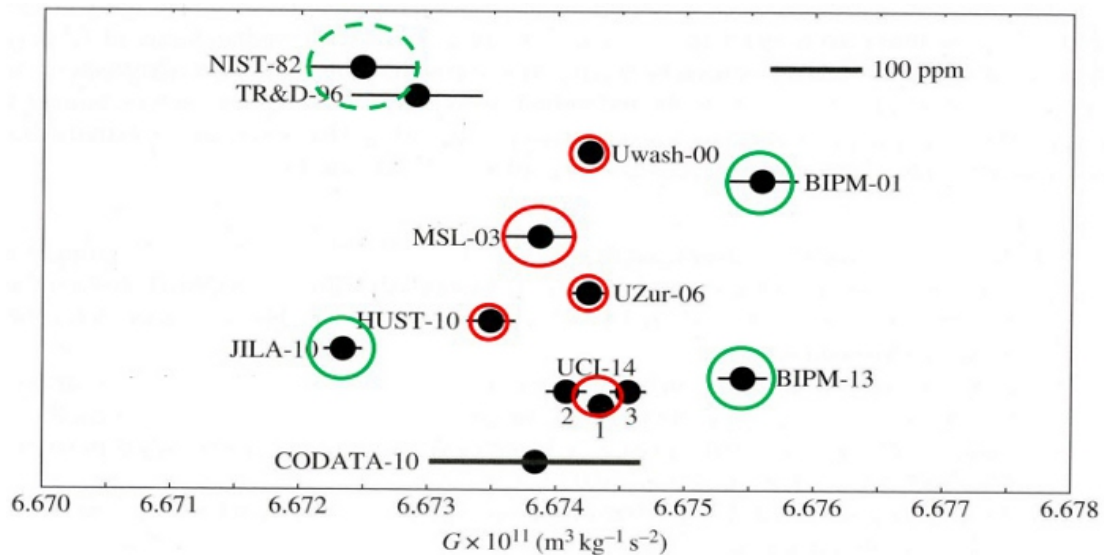 NIST-82
100 ppm
TR&D-96
Uwash-00
BIPM-01
MSL-03
UZur-06
HUST-10
JILA-10
UCI-14
BIPM-13
2 1 3
CODATA-10
6.670 6.671 6.672 6.673 6.674 6.675 6.676 6.677 6.678
G × 10¹¹ (m³ kg⁻¹ s⁻²)